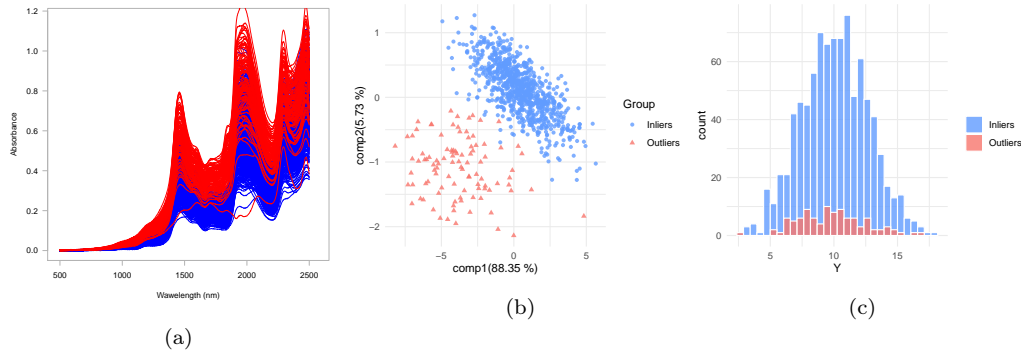 1.2
1.0
0.8
0.6
0.4
0.2
0.0
Absorbance
500
1000
1500
2000
2500
Wavelength (nm)
(a)
1
0
−1
−2
comp2(5.73 %)
−5
0
5
comp1(88.35 %)
Group
Inliers
Outliers
(b)
60
40
20
0
count
5
10
15
Y
Inliers
Outliers
(c)